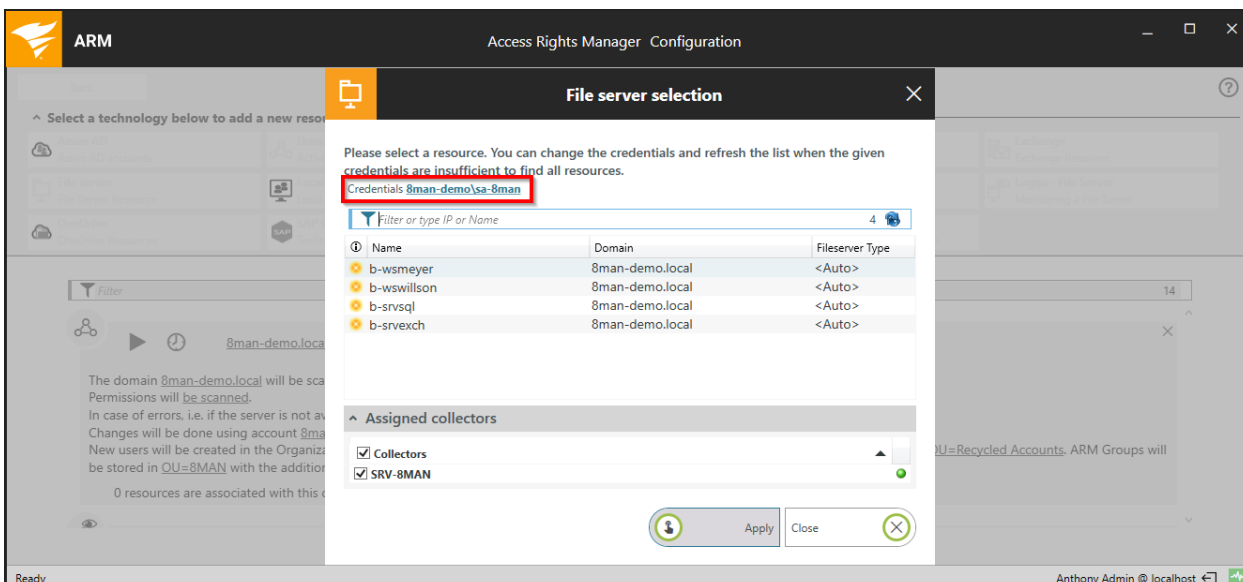 ARM
Access Rights Manager Configuration
File server selection
Select a technology below to add a new resou
Please select a resource. You can change the credentials and refresh the list when the given
credentials are insufficient to find all resources.
Credentials 8man-demo\sa-8man
Filter or type IP or Name 4
Name Domain Fileserver Type
b-wsmeyer 8man-demo.local <Auto>
b-wswillson 8man-demo.local <Auto>
b-srvsql 8man-demo.local <Auto>
b-srvexch 8man-demo.local <Auto>
SAP
Filter 14
8man-demo.loca
The domain 8man-demo.local will be sca
Permissions will be scanned.
In case of errors, i.e. if the server is not av
Changes will be done using account 8ma
New users will be created in the Organiza OU=Recycled Accounts. ARM Groups will
be stored in OU=8MAN with the addition
0 resources are associated with this
Assigned collectors
Collectors
SRV-8MAN
Apply Close
Ready Anthony Admin @ localhost